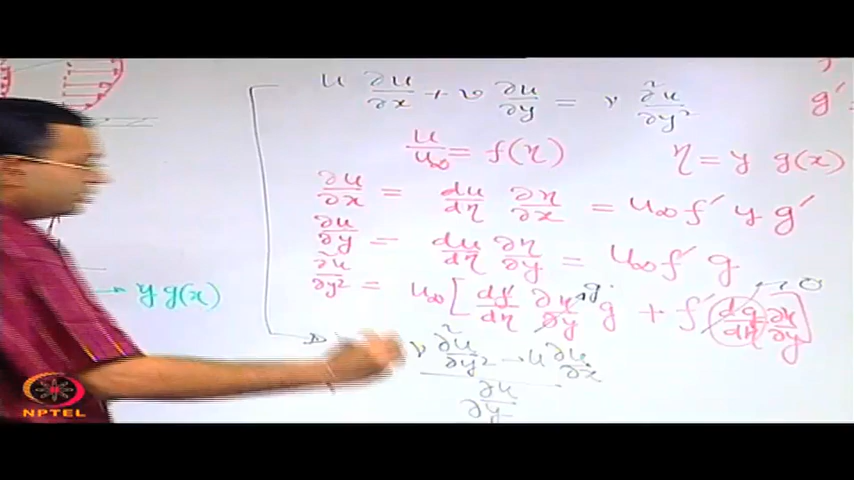 u ∂u/∂x + v ∂u/∂y = ν ∂²u/∂y²
g' =
u/u∞ = f(η) η = y g(x)
∂u/∂x = du/dη ∂η/∂x = u∞ f' y g'
∂u/∂y = du/dη ∂η/∂y = u∞ f' g
→ y g(x)
∂²u/∂y² = u∞ [ df'/dη ∂η/∂y g + f' dg/dη ∂η/∂y ] → 0
ν ∂²u/∂y² - u ∂u/∂x
∂u/∂y
NPTEL